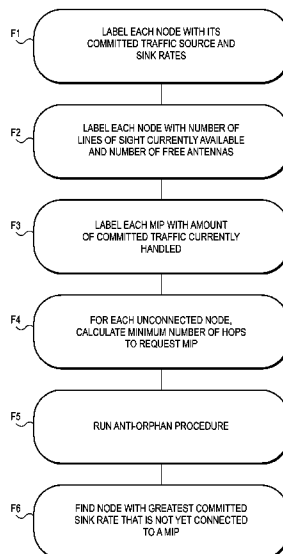 F1
LABEL EACH NODE WITH ITS
COMMITTED TRAFFIC SOURCE AND
SINK RATES
F2
LABEL EACH NODE WITH NUMBER OF
LINES OF SIGHT CURRENTLY AVAILABLE
AND NUMBER OF FREE ANTENNAS
F3
LABEL EACH MIP WITH AMOUNT
OF COMMITTED TRAFFIC CURRENTLY
HANDLED
F4
FOR EACH UNCONNECTED NODE,
CALCULATE MINIMUM NUMBER OF HOPS
TO REQUEST MIP
F5
RUN ANTI-ORPHAN PROCEDURE
F6
FIND NODE WITH GREATEST COMMITTED
SINK RATE THAT IS NOT YET CONNECTED
TO A MIP